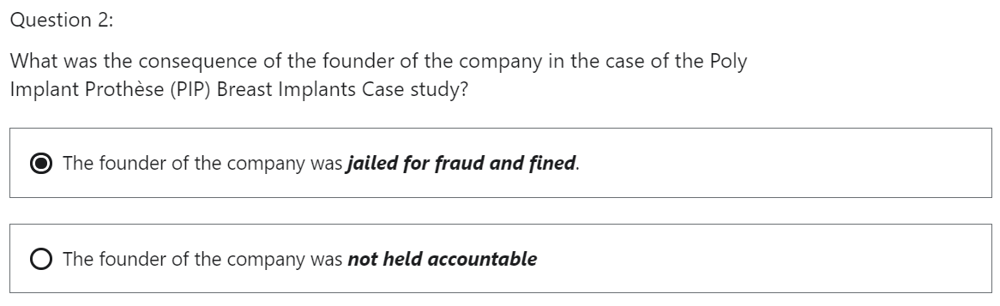 Question 2:
What was the consequence of the founder of the company in the case of the Poly
Implant Prothèse (PIP) Breast Implants Case study?
The founder of the company was jailed for fraud and fined.
The founder of the company was not held accountable